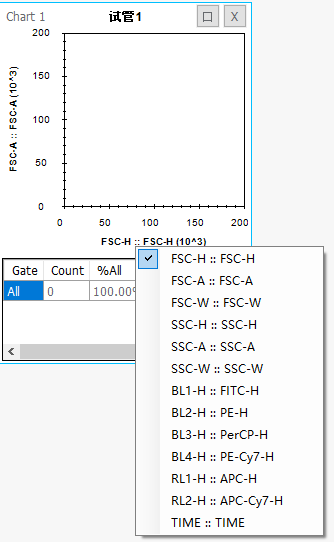 Chart 1 试管1 口 X
200
150
100
50
0
FSC-A :: FSC-A (10^3)
0 50 100 150 200
FSC-H :: FSC-H (10^3)
Gate Count %All
All 0 100.00%
FSC-H :: FSC-H
FSC-A :: FSC-A
FSC-W :: FSC-W
SSC-H :: SSC-H
SSC-A :: SSC-A
SSC-W :: SSC-W
BL1-H :: FITC-H
BL2-H :: PE-H
BL3-H :: PerCP-H
BL4-H :: PE-Cy7-H
RL1-H :: APC-H
RL2-H :: APC-Cy7-H
TIME :: TIME